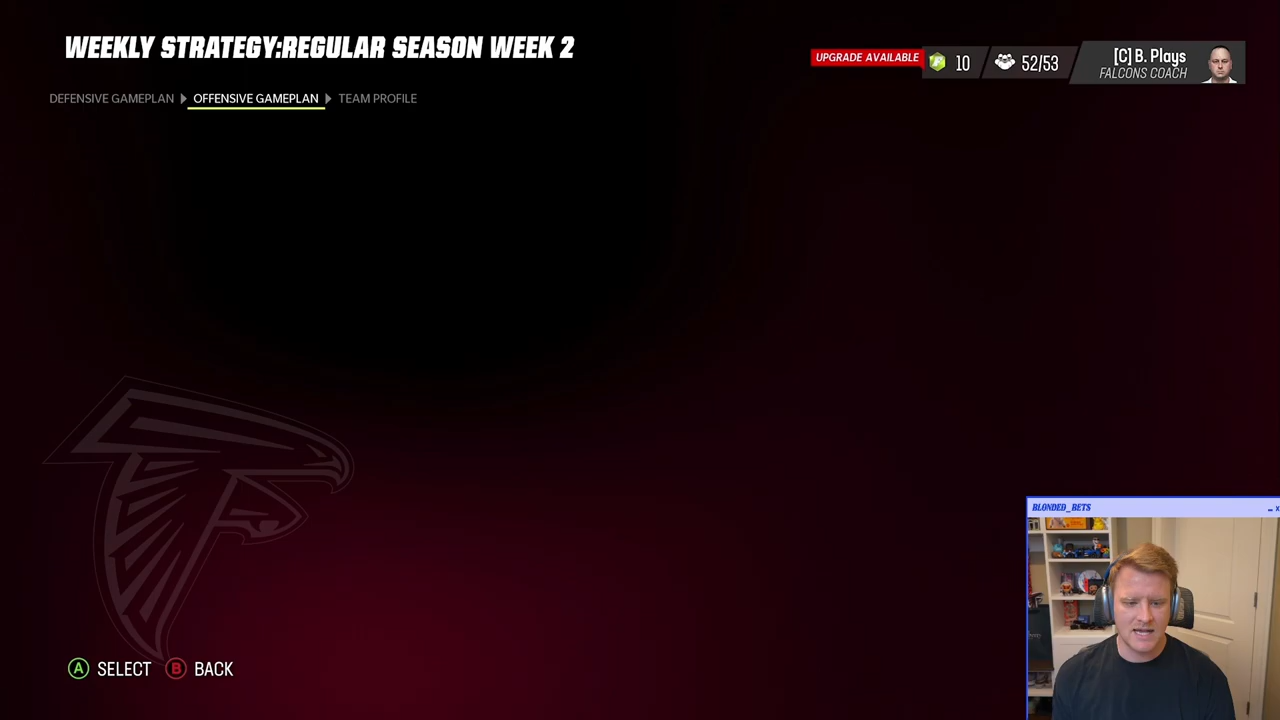 WEEKLY STRATEGY:REGULAR SEASON WEEK 2
UPGRADE AVAILABLE
10
52/53
[C] B. Plays
FALCONS COACH
DEFENSIVE GAMEPLAN
OFFENSIVE GAMEPLAN
TEAM PROFILE
BLONDED_BETS
A SELECT
B BACK